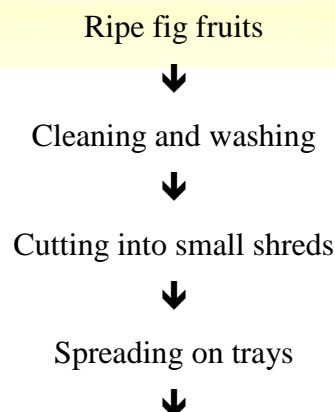 Ripe fig fruits
🡻
Cleaning and washing
🡻
Cutting into small shreds
🡻
Spreading on trays
🡻